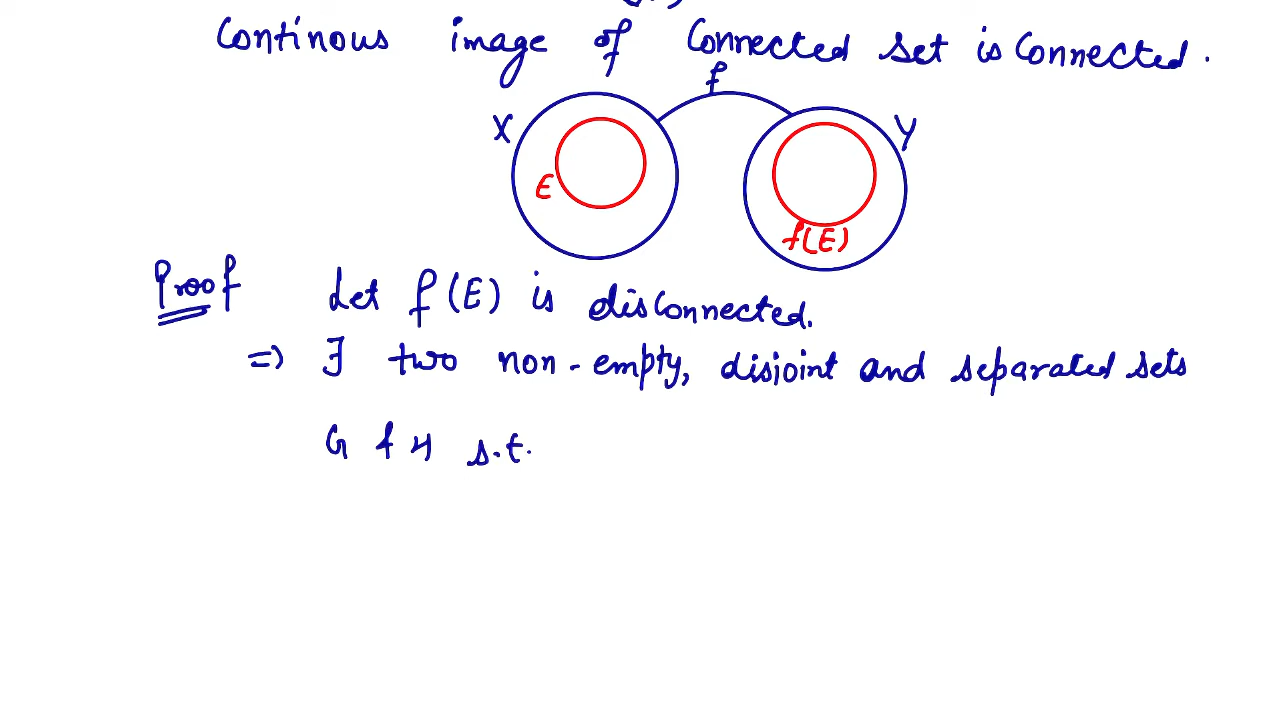 Continous image of Connected set is Connected.
f
X
Y
E
f(E)
Proof Let f(E) is disconnected.
=> ∃ two non-empty, disjoint and separated sets
G & H s.t.